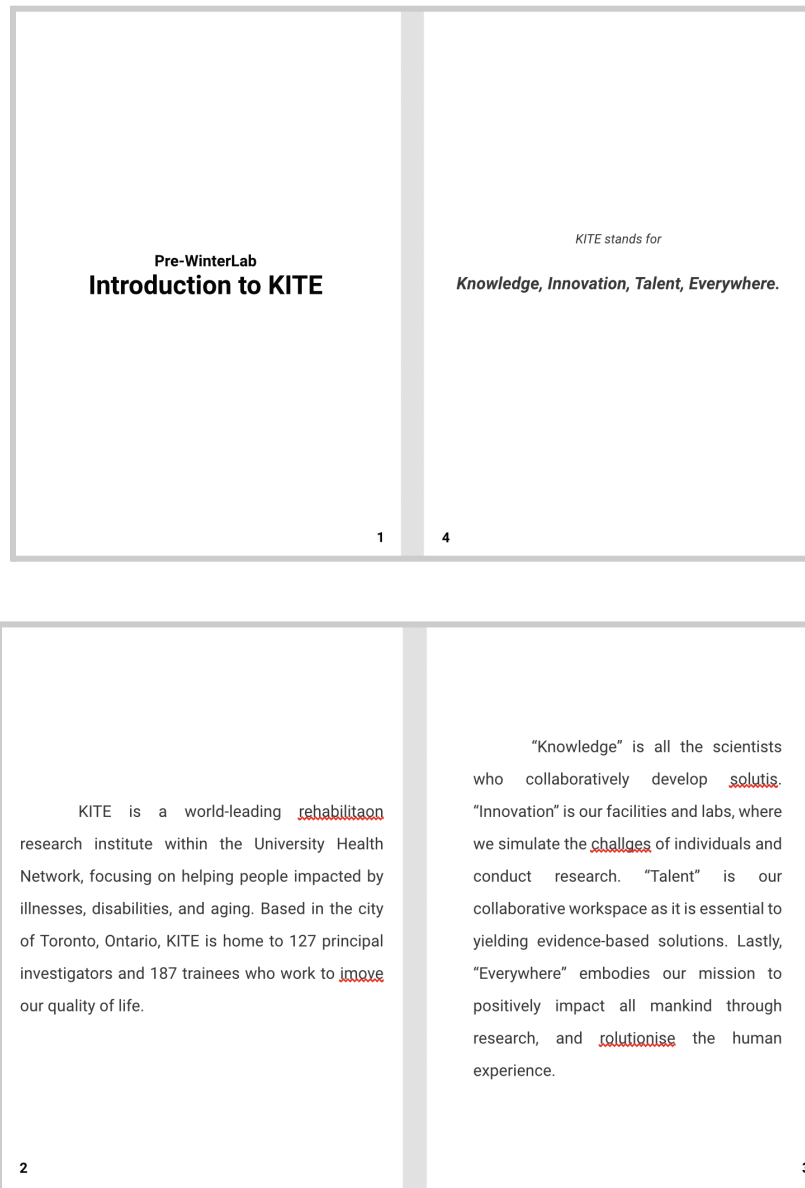 Pre-WinterLab
Introduction to KITE
1
KITE stands for
Knowledge, Innovation, Talent, Everywhere.
4
KITE is a world-leading rehabilitaon
research institute within the University Health
Network, focusing on helping people impacted by
illnesses, disabilities, and aging. Based in the city
of Toronto, Ontario, KITE is home to 127 principal
investigators and 187 trainees who work to imove
our quality of life.
2
“Knowledge” is all the scientists
who collaboratively develop solutis.
“Innovation” is our facilities and labs, where
we simulate the challges of individuals and
conduct research. “Talent” is our
collaborative workspace as it is essential to
yielding evidence-based solutions. Lastly,
“Everywhere” embodies our mission to
positively impact all mankind through
research, and rolutionise the human
experience.
3